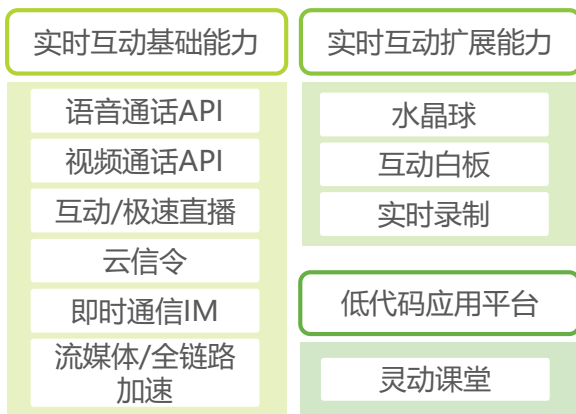 实时互动基础能力
语音通话API
视频通话API
互动/极速直播
云信令
即时通信IM
流媒体/全链路
加速
实时互动扩展能力
水晶球
互动白板
实时录制
低代码应用平台
灵动课堂